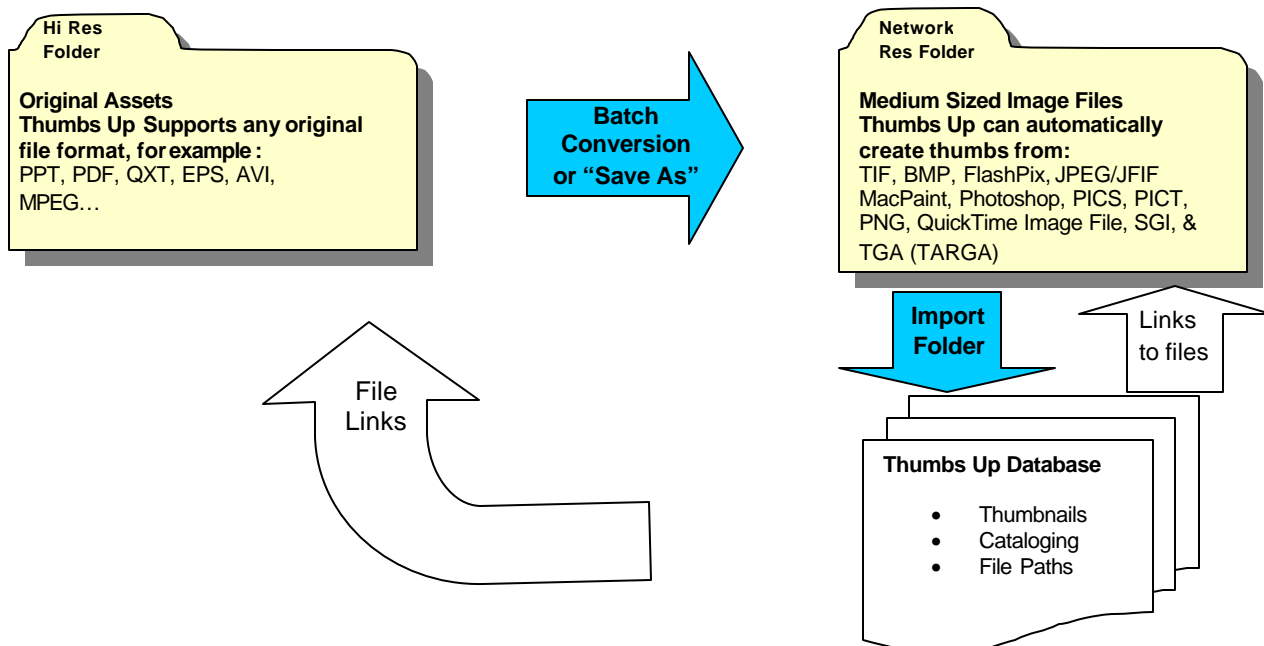 Hi Res
Folder
Original Assets
Thumbs Up Supports any original
file format, for example :
PPT, PDF, QXT, EPS, AVI,
MPEG…
Batch
Conversion
or “Save As”
Network
Res Folder
Medium Sized Image Files
Thumbs Up can automatically
create thumbs from:
TIF, BMP, FlashPix, JPEG/JFIF
MacPaint, Photoshop, PICS, PICT,
PNG, QuickTime Image File, SGI, &
TGA (TARGA)
Import
Folder
Links
to files
File
Links
Thumbs Up Database
• Thumbnails
• Cataloging
• File Paths